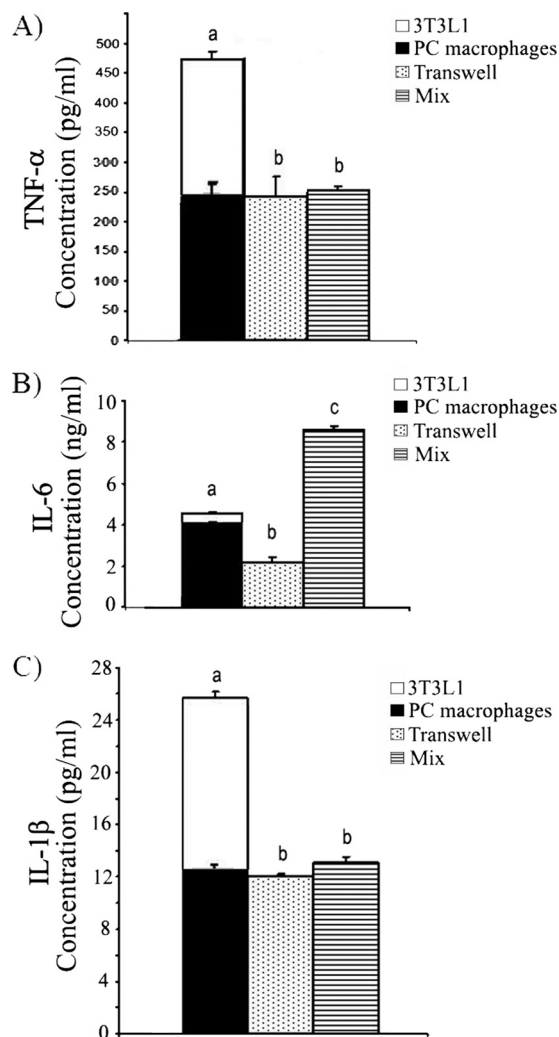 A)
3T3L1
PC macrophages
Transwell
Mix
TNF-α
Concentration (pg/ml)
500
450
400
350
300
250
200
150
100
50
0
a
b
b
B)
3T3L1
PC macrophages
Transwell
Mix
IL-6
Concentration (ng/ml)
10
8
6
4
2
0
a
b
c
C)
3T3L1
PC macrophages
Transwell
Mix
IL-1β
Concentration (pg/ml)
28
24
20
16
12
8
4
0
a
b
b